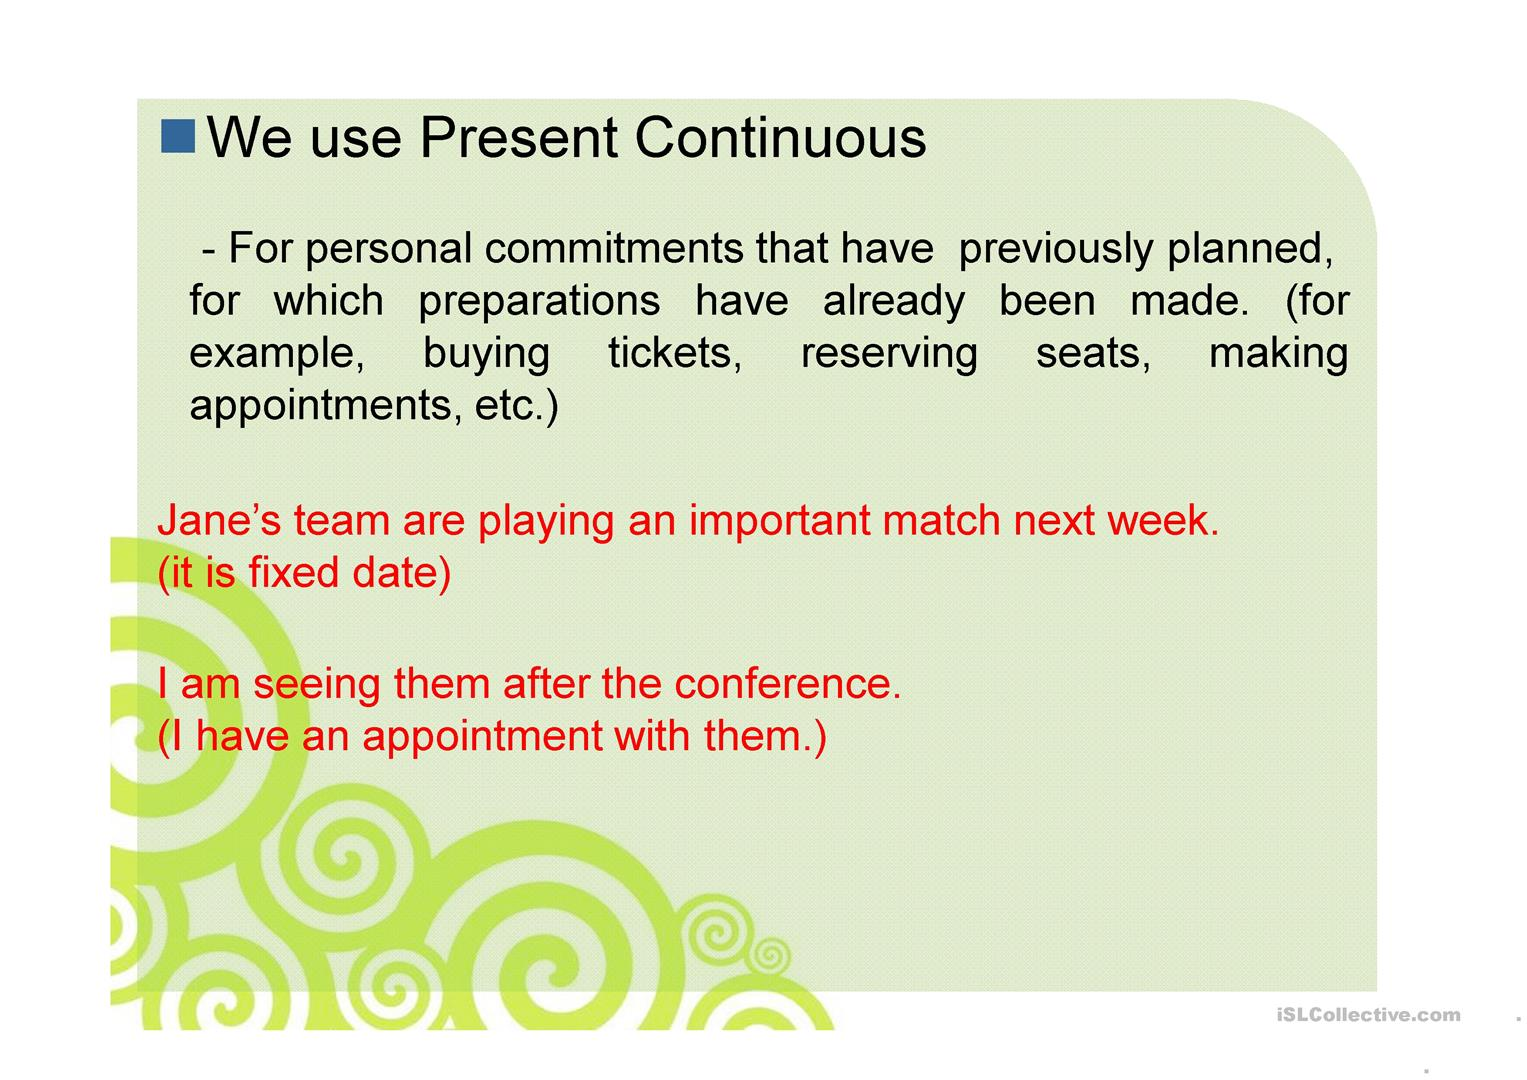 We use Present Continuous
- For personal commitments that have previously planned,
for which preparations have already been made. (for
example, buying tickets, reserving seats, making
appointments, etc.)
Jane’s team are playing an important match next week.
(it is fixed date)
I am seeing them after the conference.
(I have an appointment with them.)
iSLCollective.com